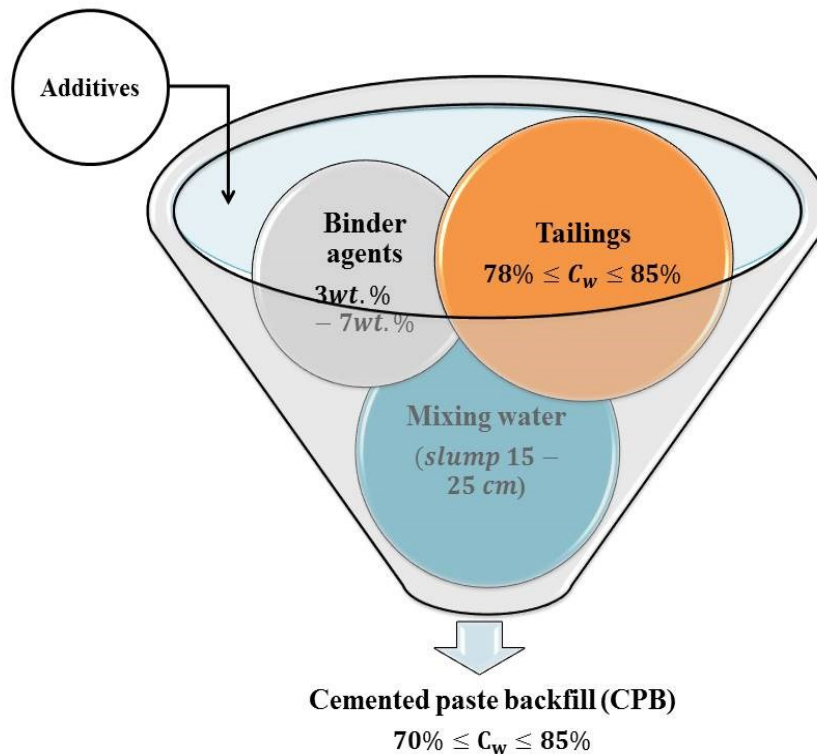 Additives
Binder
agents
3wt.%
− 7wt.%
Tailings
78% ≤ C_w ≤ 85%
Mixing water
(slump 15 −
25 cm)
Cemented paste backfill (CPB)
70% ≤ C_w ≤ 85%